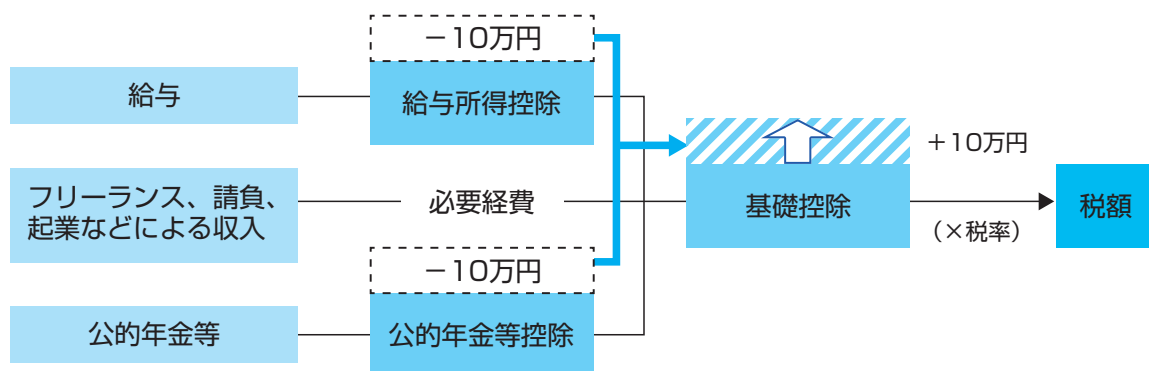 －10万円
給与
給与所得控除
＋10万円
フリーランス、請負、
起業などによる収入
必要経費
基礎控除
（×税率）
税額
－10万円
公的年金等
公的年金等控除